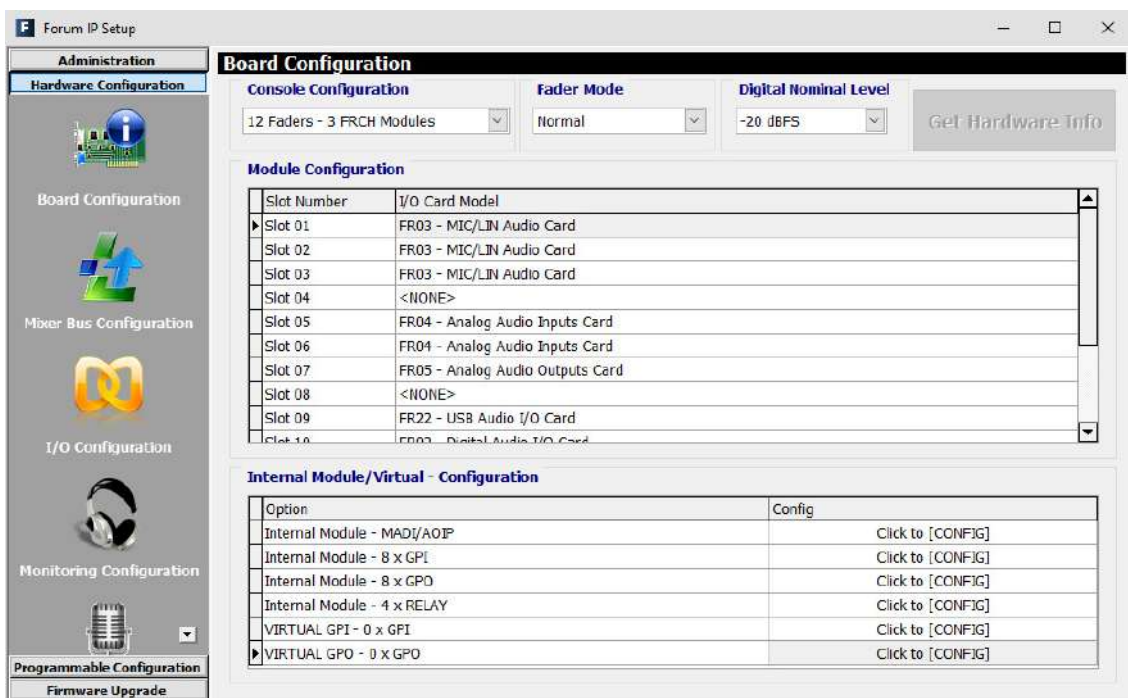 Forum IP Setup
Administration
Hardware Configuration
Board Configuration
Mixer Bus Configuration
I/O Configuration
Monitoring Configuration
Programmable Configuration
Firmware Upgrade
Board Configuration
Console Configuration
12 Faders - 3 FRCH Modules
Fader Mode
Normal
Digital Nominal Level
-20 dBFS
Get Hardware Info
Module Configuration
Slot Number I/O Card Model
Slot 01 FR03 - MIC/LIN Audio Card
Slot 02 FR03 - MIC/LIN Audio Card
Slot 03 FR03 - MIC/LIN Audio Card
Slot 04 <NONE>
Slot 05 FR04 - Analog Audio Inputs Card
Slot 06 FR04 - Analog Audio Inputs Card
Slot 07 FR05 - Analog Audio Outputs Card
Slot 08 <NONE>
Slot 09 FR22 - USB Audio I/O Card
Slot 10 FR02 - Digital Audio I/O Card
Internal Module/Virtual - Configuration
Option Config
Internal Module - MADI/AOIP Click to [CONFIG]
Internal Module - 8 x GPI Click to [CONFIG]
Internal Module - 8 x GPO Click to [CONFIG]
Internal Module - 4 x RELAY Click to [CONFIG]
VIRTUAL GPI - 0 x GPI Click to [CONFIG]
VIRTUAL GPO - 0 x GPO Click to [CONFIG]